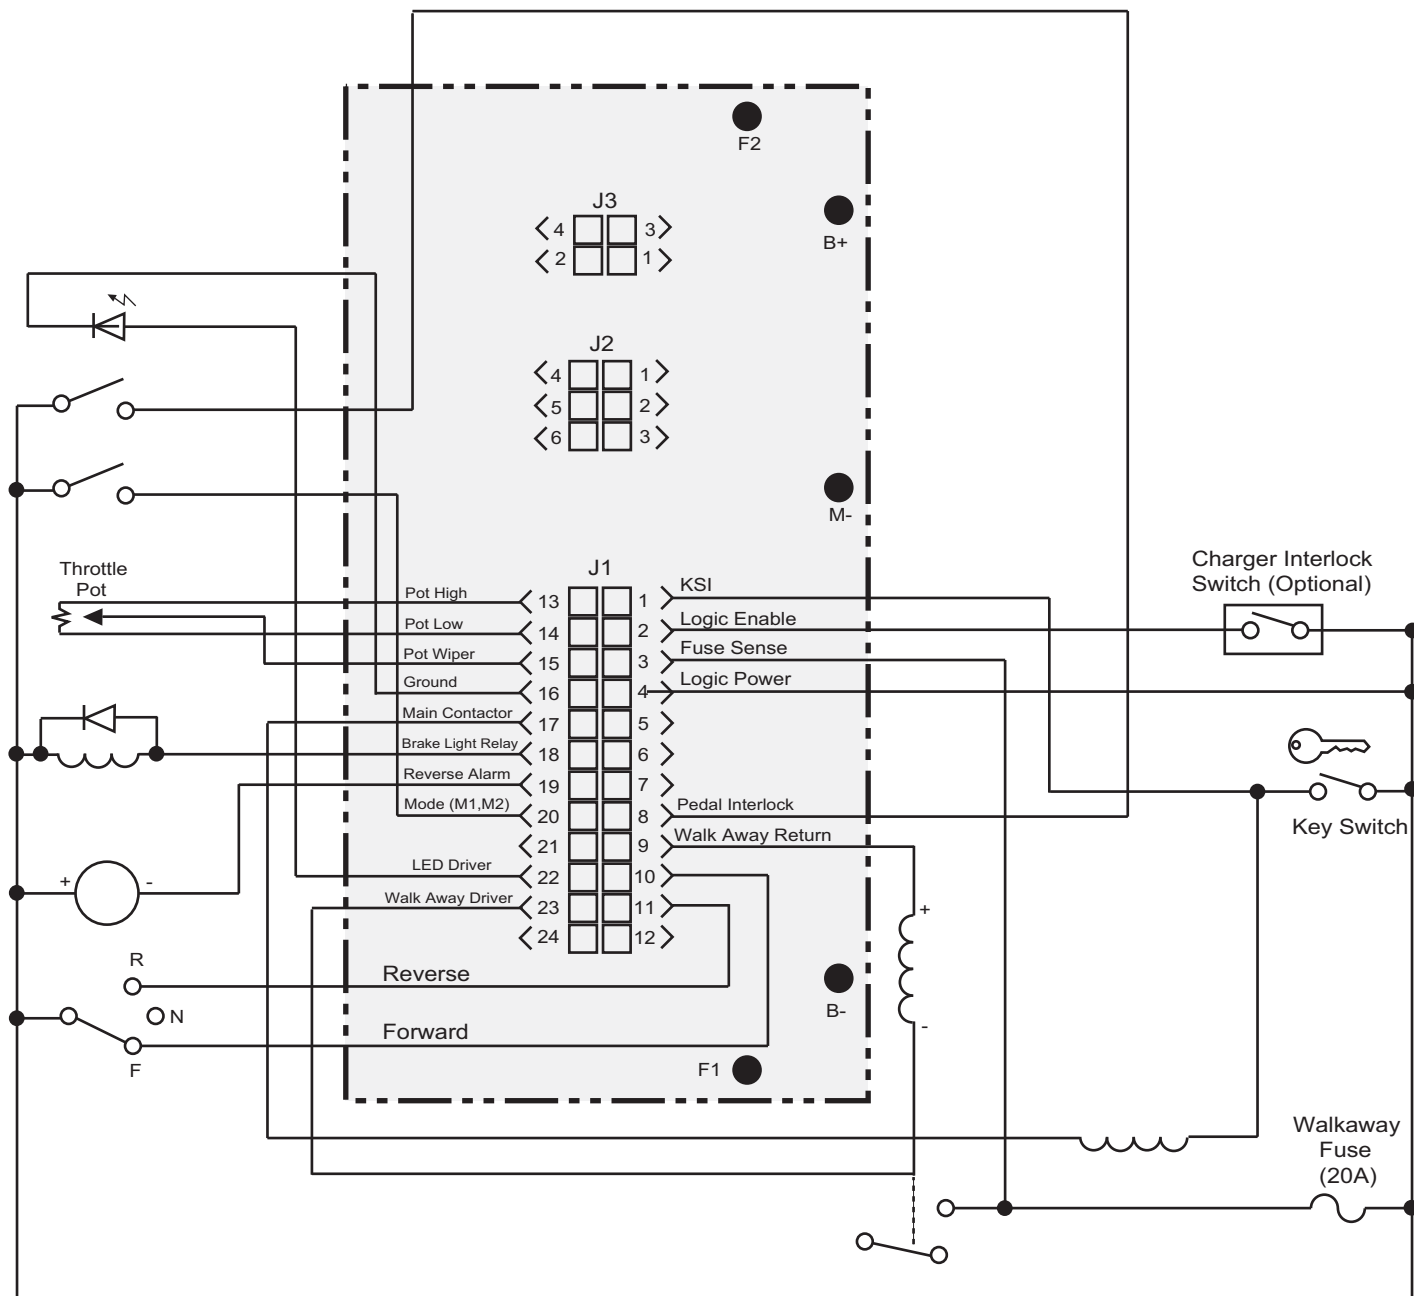 F2
B+
J3
4
3
2
1
J2
4
1
5
2
6
3
M-
Charger Interlock
Switch (Optional)
Throttle
Pot
J1
Pot High
13
1
KSI
Pot Low
14
2
Logic Enable
Pot Wiper
15
3
Fuse Sense
Ground
16
4
Logic Power
Main Contactor
17
5
Brake Light Relay
18
6
Reverse Alarm
19
7
Mode (M1,M2)
20
8
Pedal Interlock
Key Switch
21
9
Walk Away Return
LED Driver
22
10
+
-
Walk Away Driver
23
11
+
24
12
R
Reverse
N
B-
-
Forward
F
F1
Walkaway
Fuse
(20A)